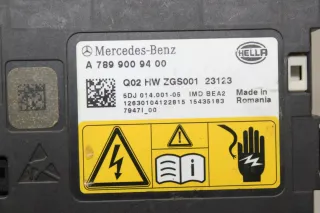 Mercedes-Benz
HELLA
A 789 900 94 00
Q02 HW ZGS001 23123
5DJ 014.001-05 IMD BEA2
12630104122815 15435183
79471_00
Made in
Romania